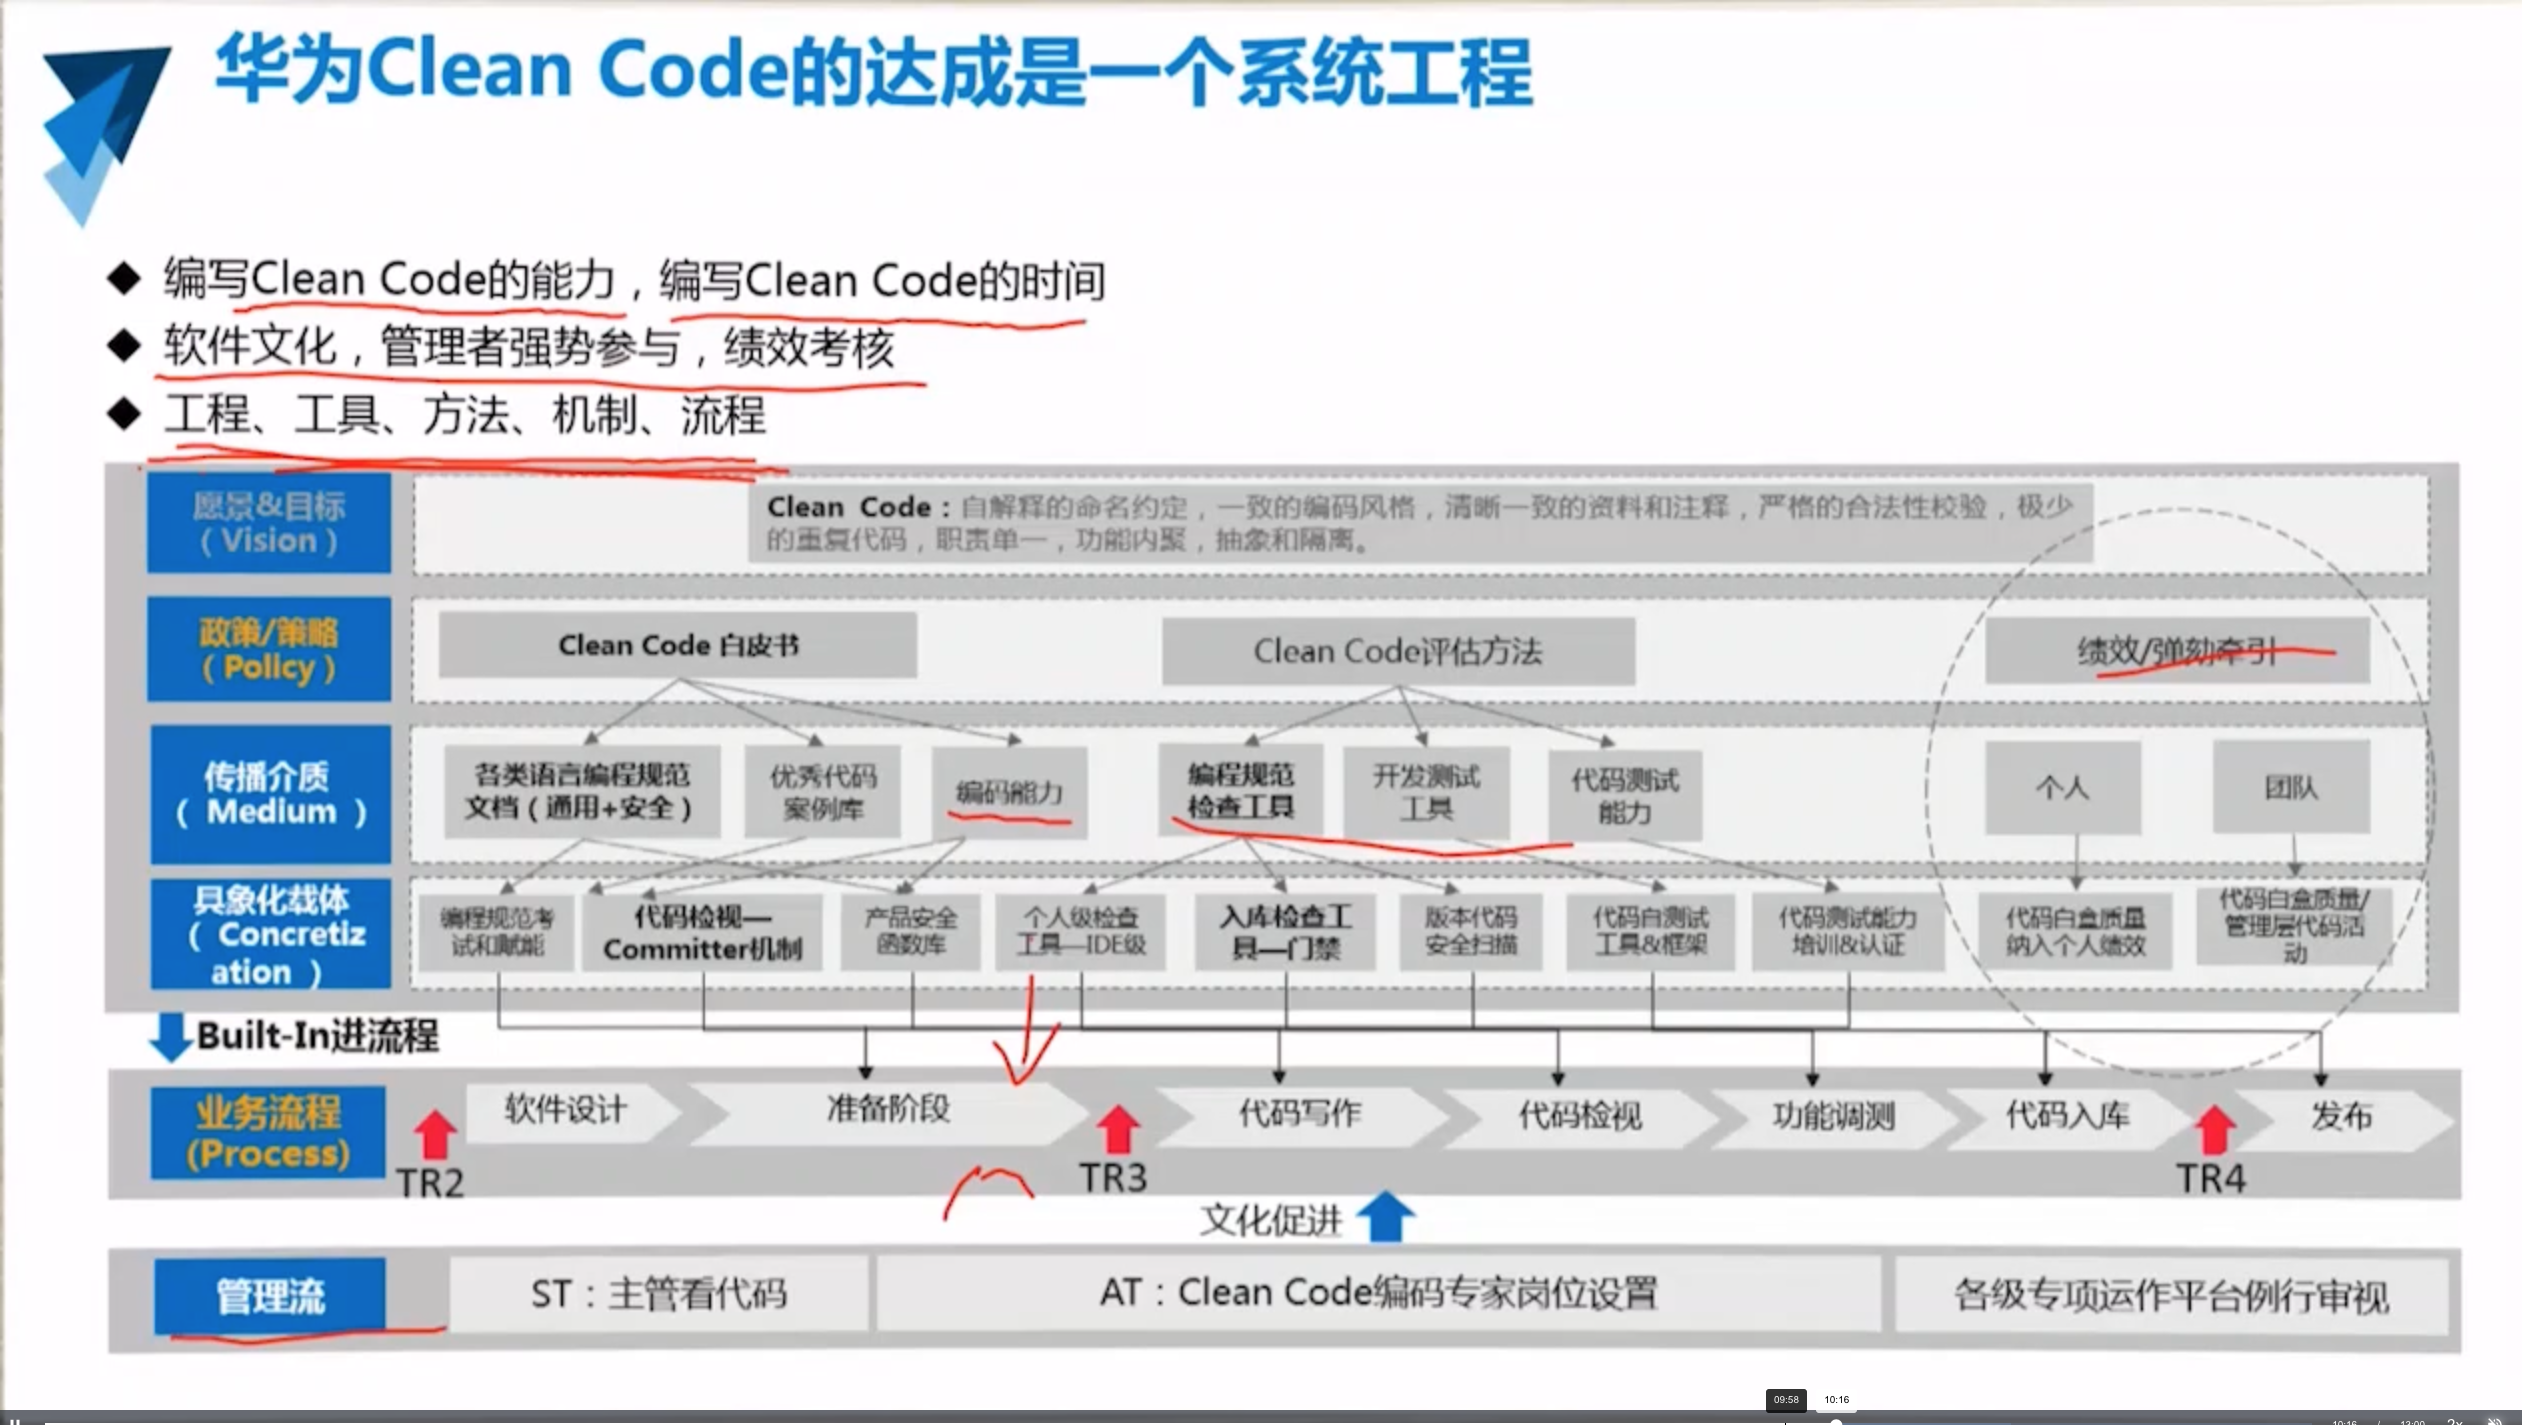 华为Clean Code的达成是一个系统工程
◆ 编写Clean Code的能力，编写Clean Code的时间
◆ 软件文化，管理者强势参与，绩效考核
◆ 工程、工具、方法、机制、流程
愿景&目标
（Vision）
Clean Code：自解释的命名约定，一致的编码风格，清晰一致的资料和注释，严格的合法性校验，极少
的重复代码，职责单一，功能内聚，抽象和隔离。
政策/策略
（Policy）
Clean Code 白皮书
Clean Code评估方法
绩效/弹劾牵引
传播介质
（ Medium ）
各类语言编程规范
文档（通用+安全）
优秀代码
案例库
编码能力
编程规范
检查工具
开发测试
工具
代码测试
能力
个人
团队
具象化载体
（ Concretiz
ation ）
编程规范考
试和赋能
代码检视—
Committer机制
产品安全
函数库
个人级检查
工具—IDE级
入库检查工
具—门禁
版本代码
安全扫描
代码自测试
工具&框架
代码测试能力
培训&认证
代码白盒质量
纳入个人绩效
代码白盒质量/
管理层代码活
动
Built-In进流程
业务流程
(Process)
软件设计
准备阶段
代码写作
代码检视
功能调测
代码入库
发布
TR2
TR3
TR4
文化促进
管理流
ST：主管看代码
AT：Clean Code编码专家岗位设置
各级专项运作平台例行审视
09:58
10:16